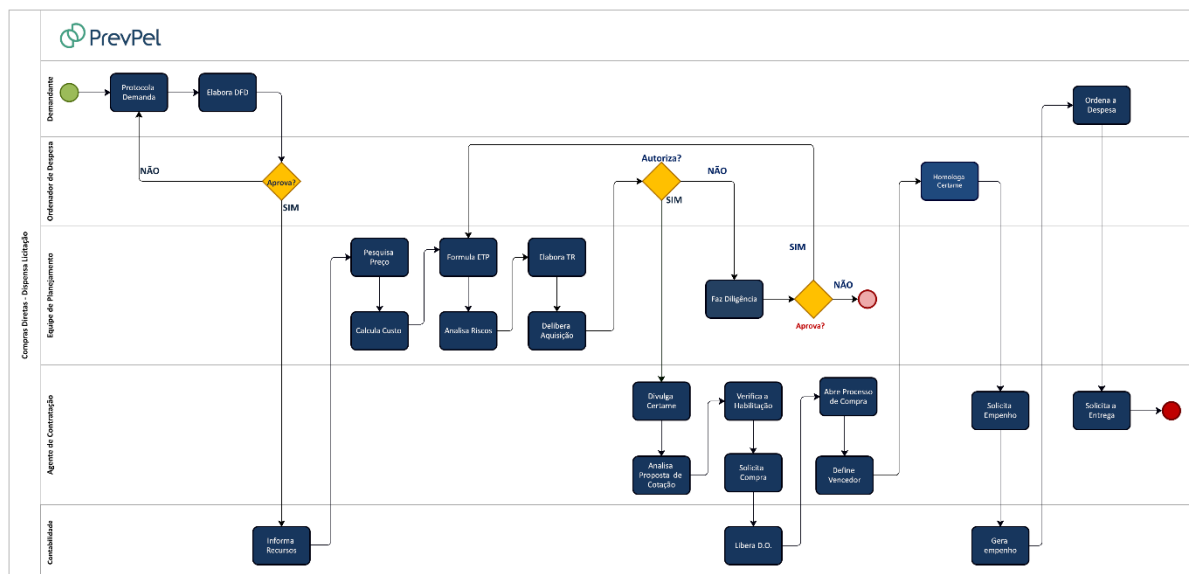 PrevPel
Compras Diretas - Dispensa Licitação
Demandante
Protocola
Demanda
Elabora DFD
Ordena a
Despesa
Ordenador de Despesa
NÃO
Aprova?
SIM
Autoriza?
NÃO
SIM
Homologa
Certame
Equipe de Planejamento
Pesquisa
Preço
Formula ETP
Elabora TR
SIM
Calcula Custo
Analisa Riscos
Delibera
Aquisição
Faz Diligência
NÃO
Aprova?
Agente de Contratação
Divulga
Certame
Verifica a
Habilitação
Abre Processo
de Compra
Solicita
Empenho
Solicita a
Entrega
Analisa
Proposta de
Cotação
Solicita
Compra
Define
Vencedor
Contabilidade
Informa
Recursos
Libera D.O.
Gera
empenho